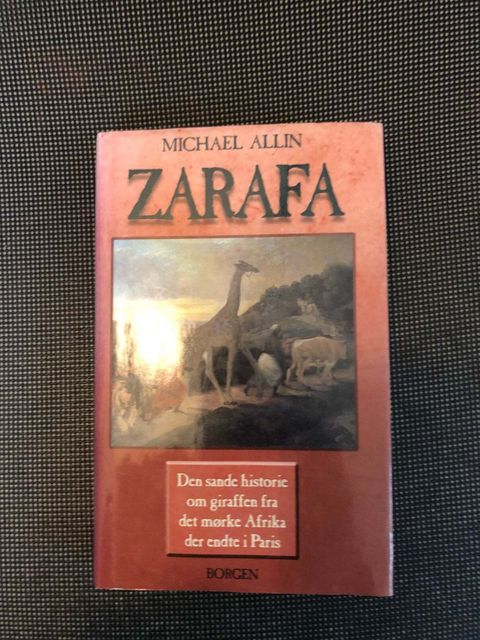 MICHAEL ALLIN
ZARAFA
Den sande historie
om giraffen fra
det mørke Afrika
der endte i Paris
BORGEN